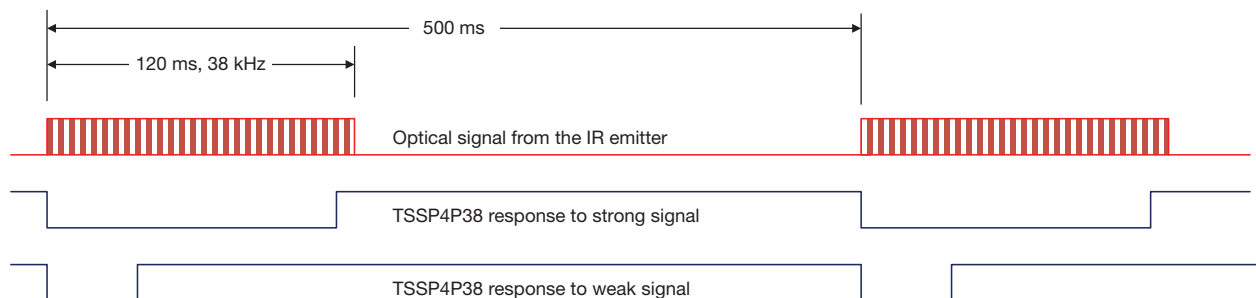 500 ms
120 ms, 38 kHz
Optical signal from the IR emitter
TSSP4P38 response to strong signal
TSSP4P38 response to weak signal